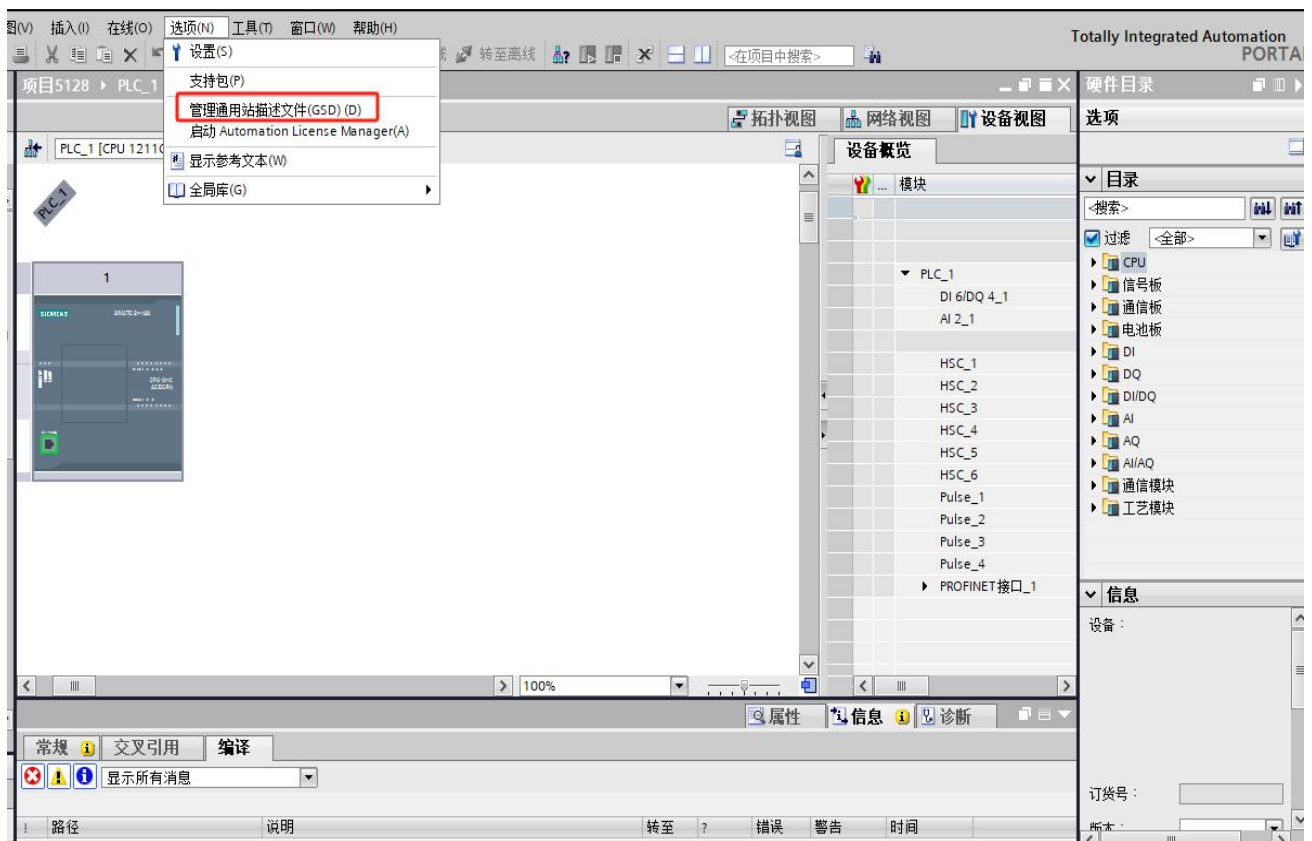 图(V) 插入(I) 在线(O) 选项(N) 工具(T) 窗口(W) 帮助(H)
Totally Integrated Automation
PORTAL
设置(S)
支持包(P)
管理通用站描述文件(GSD) (D)
启动 Automation License Manager(A)
显示参考文本(W)
全局库(G)
转至离线
<在项目中搜索>
项目5128 PLC_1
拓扑视图 网络视图 设备视图
PLC_1 [CPU 1211C
PLC_1
1
SIEMENS
设备概览
... 模块
PLC_1
DI 6/DQ 4_1
AI 2_1
HSC_1
HSC_2
HSC_3
HSC_4
HSC_5
HSC_6
Pulse_1
Pulse_2
Pulse_3
Pulse_4
PROFINET接口_1
100%
硬件目录
选项
目录
<搜索>
过滤 <全部>
CPU
信号板
通信板
电池板
DI
DQ
DI/DQ
AI
AQ
AI/AQ
通信模块
工艺模块
信息
设备：
订货号：
版本：
属性 信息 诊断
常规 交叉引用 编译
显示所有消息
! 路径 说明 转至 ? 错误 警告 时间